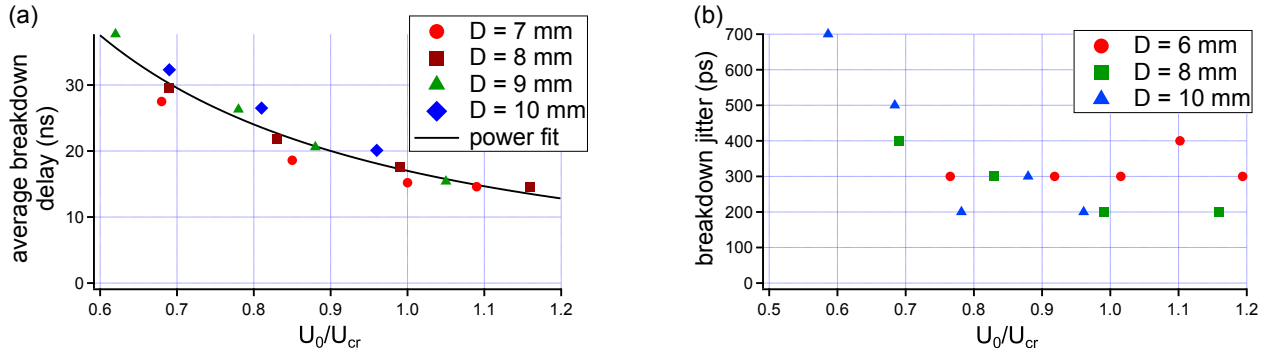 (a)
average breakdown
delay (ns)
30
20
10
0
0.6 0.7 0.8 0.9 1.0 1.1 1.2
U0/Ucr
D = 7 mm
D = 8 mm
D = 9 mm
D = 10 mm
power fit
(b)
breakdown jitter (ps)
700
600
500
400
300
200
100
0
0.5 0.6 0.7 0.8 0.9 1.0 1.1 1.2
U0/Ucr
D = 6 mm
D = 8 mm
D = 10 mm